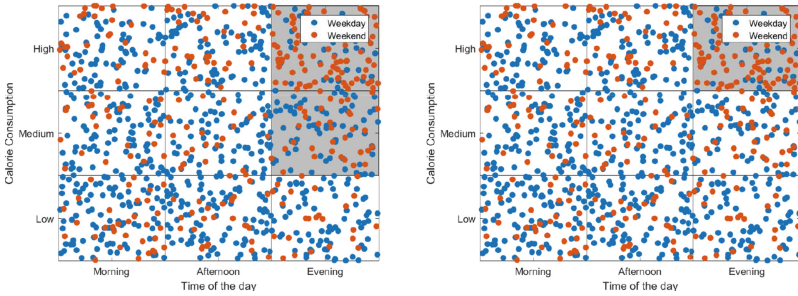 Weekday
Weekend
High
Medium
Low
Calorie Consumption
Morning
Afternoon
Evening
Time of the day
Weekday
Weekend
High
Medium
Low
Calorie Consumption
Morning
Afternoon
Evening
Time of the day